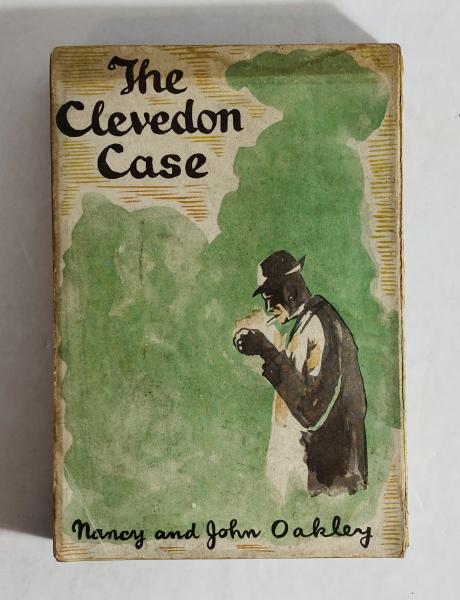 The
Clevedon
Case
Nancy and John Oakley